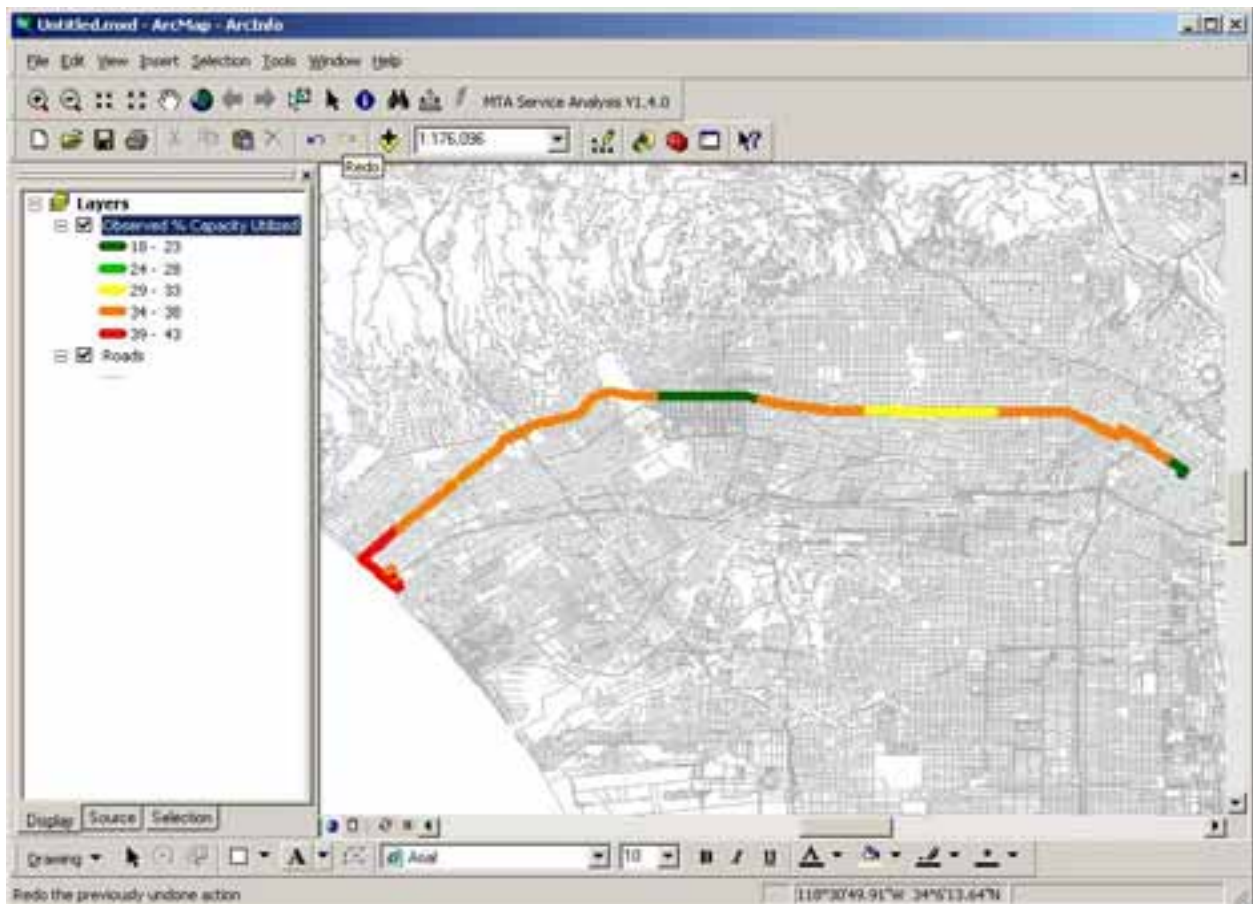 Untitled.mxd - ArcMap - ArcInfo
File Edit View Insert Selection Tools Window Help
MTA Service Analysis V1.4.0
1:176,036
Redo
Layers
Observed % Capacity Utilized
18 - 23
24 - 28
29 - 33
34 - 38
39 - 43
Roads
Display Source Selection
Drawing A Arial 10 B I U A
Redo the previously undone action
118°30'49.91"W 34°6'13.64"N